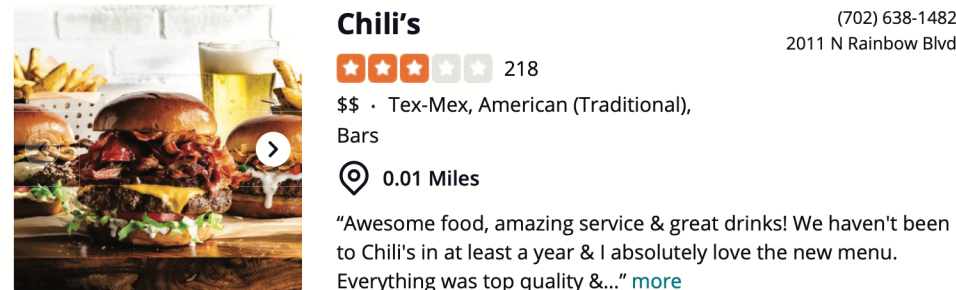 Chili’s
(702) 638-1482
2011 N Rainbow Blvd
218
$$ · Tex-Mex, American (Traditional),
Bars
0.01 Miles
“Awesome food, amazing service & great drinks! We haven't been
to Chili's in at least a year & I absolutely love the new menu.
Everything was top quality &...” more